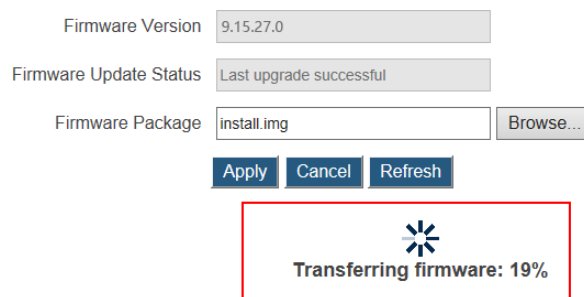 Firmware Version 9.15.27.0
Firmware Update Status Last upgrade successful
Firmware Package install.img Browse...
Apply Cancel Refresh
Transferring firmware: 19%